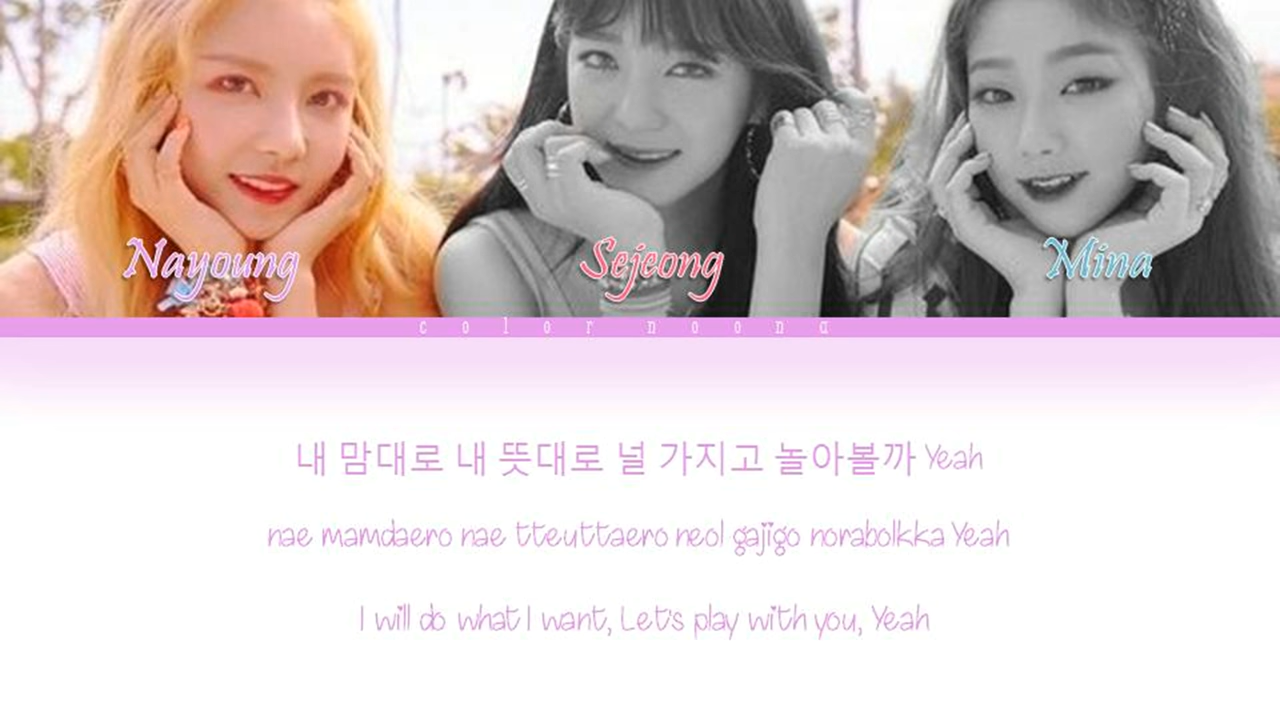 Nayoung Sejeong Mina
color noona
내 맘대로 내 뜻대로 널 가지고 놀아볼까 Yeah
nae mamdaero nae tteuttaero neol gajigo norabolkka Yeah
I will do what I want, Let's play with you, Yeah